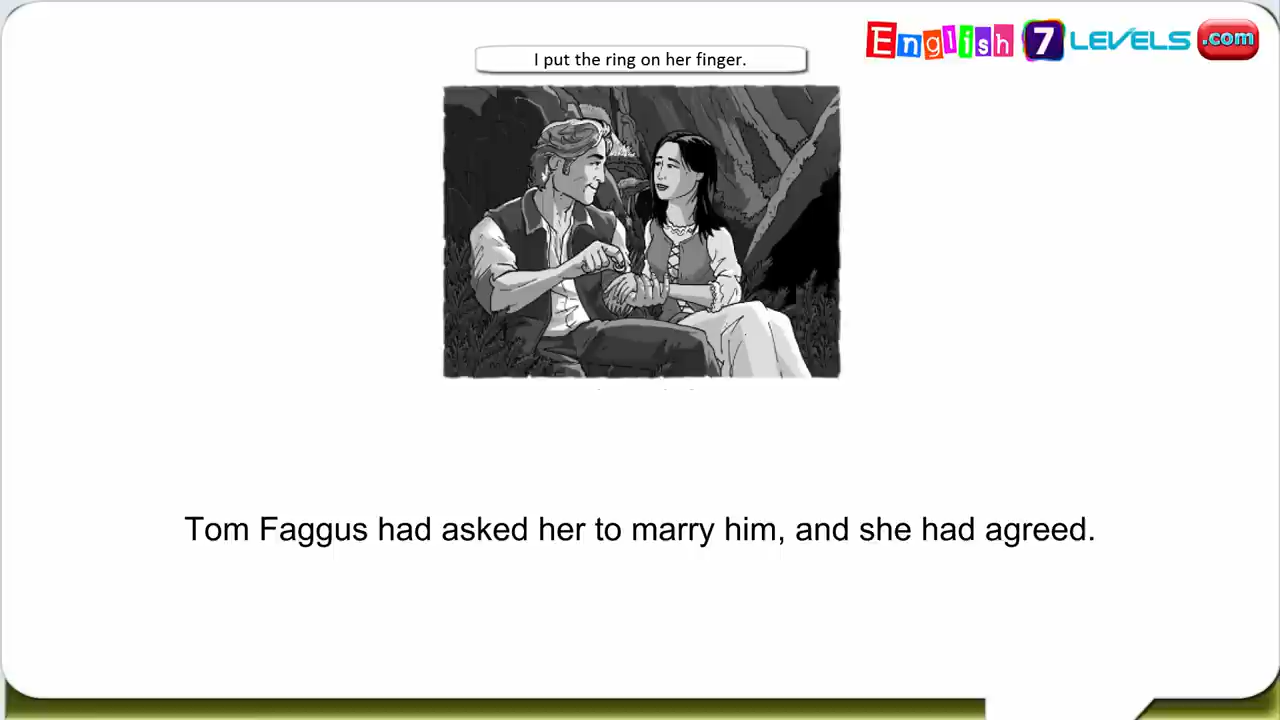 English 7 LEVELS .com
I put the ring on her finger.
Tom Faggus had asked her to marry him, and she had agreed.